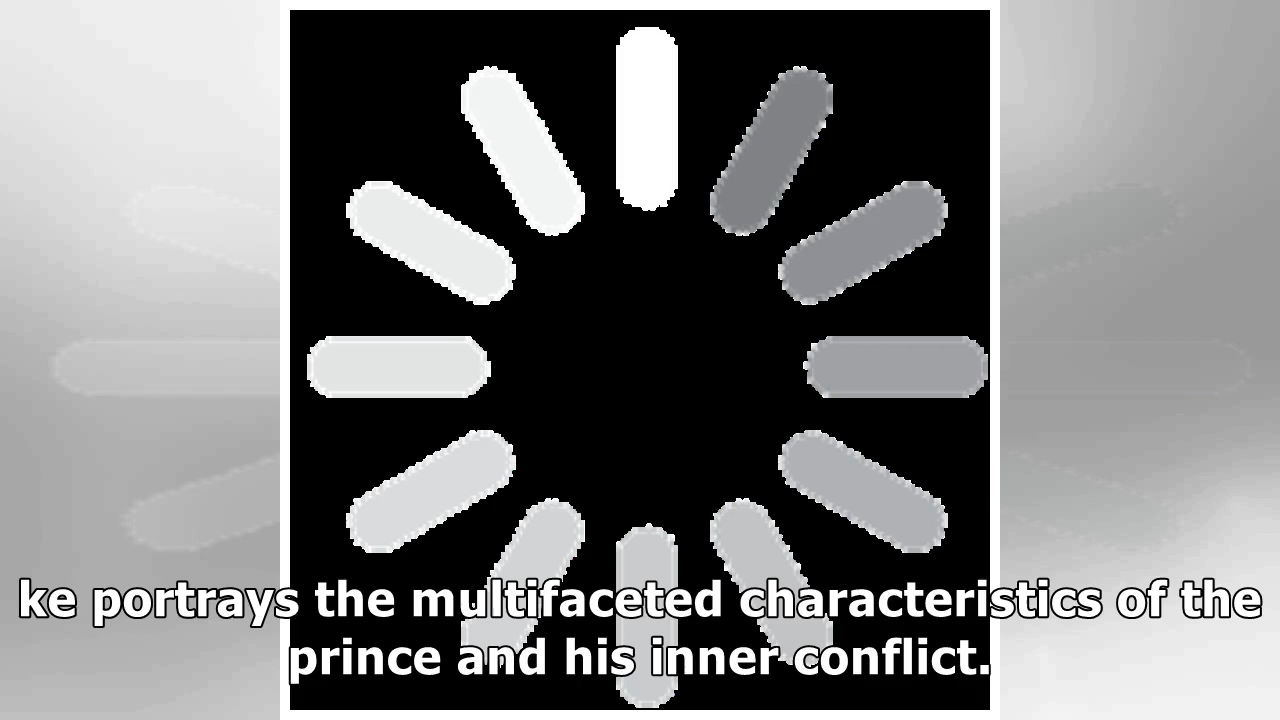 ke portrays the multifaceted characteristics of the
prince and his inner conflict.